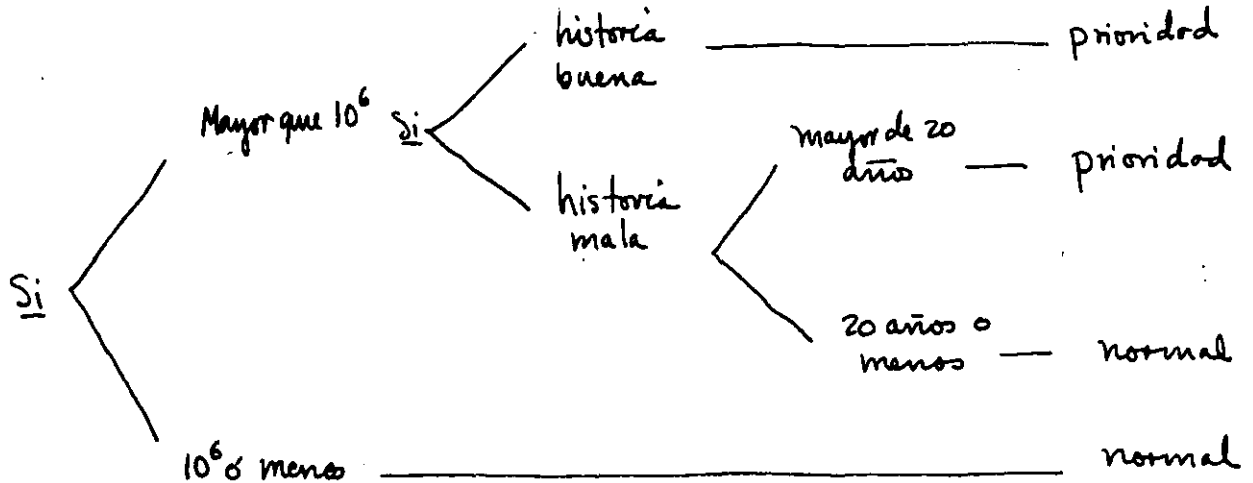 historia
buena
prioridad
Mayor que 10⁶
Si
mayor de 20
años
prioridad
historia
mala
Si
20 años o
menos
normal
10⁶ ó menos
normal